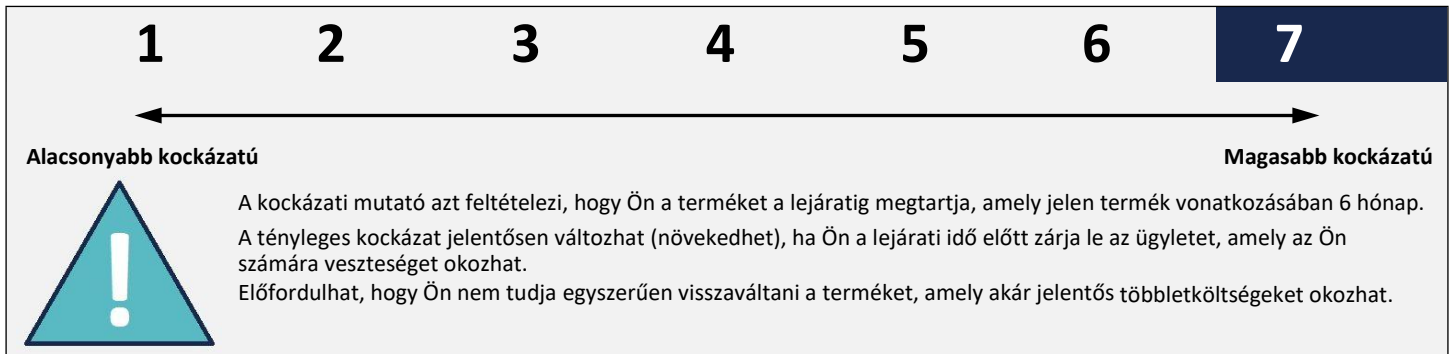 1 2 3 4 5 6 7
Alacsonyabb kockázatú Magasabb kockázatú
A kockázati mutató azt feltételezi, hogy Ön a terméket a lejáratig megtartja, amely jelen termék vonatkozásában 6 hónap.
A tényleges kockázat jelentősen változhat (növekedhet), ha Ön a lejárati idő előtt zárja le az ügyletet, amely az Ön
számára veszteséget okozhat.
Előfordulhat, hogy Ön nem tudja egyszerűen visszaváltani a terméket, amely akár jelentős többletköltségeket okozhat.
!